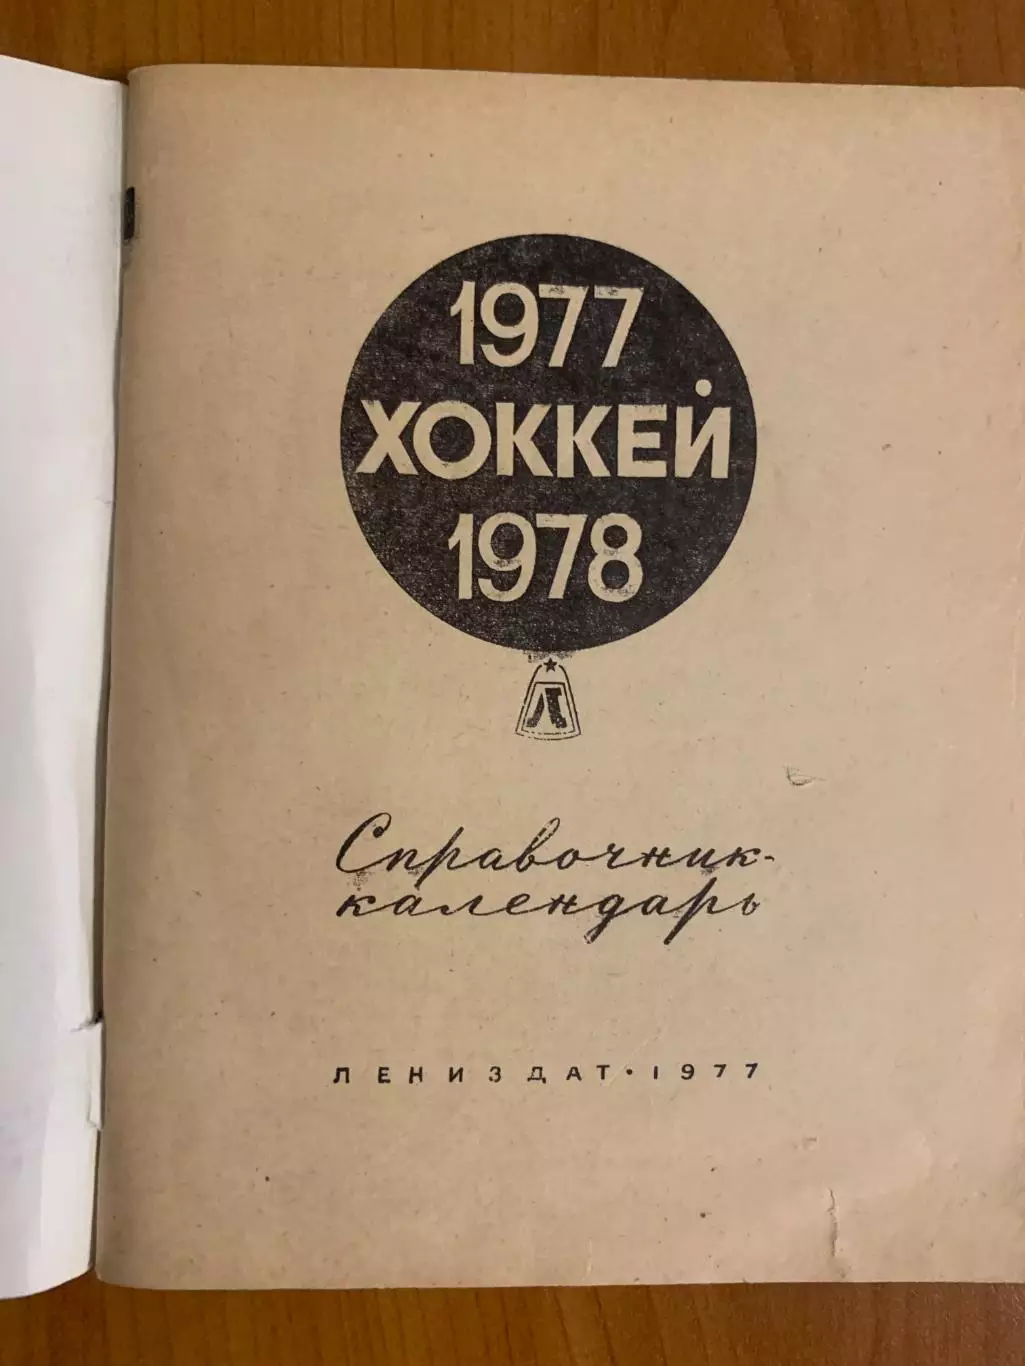 1977
ХОККЕЙ
1978
Л
Справочник-
календарь
ЛЕНИЗДАТ·1977